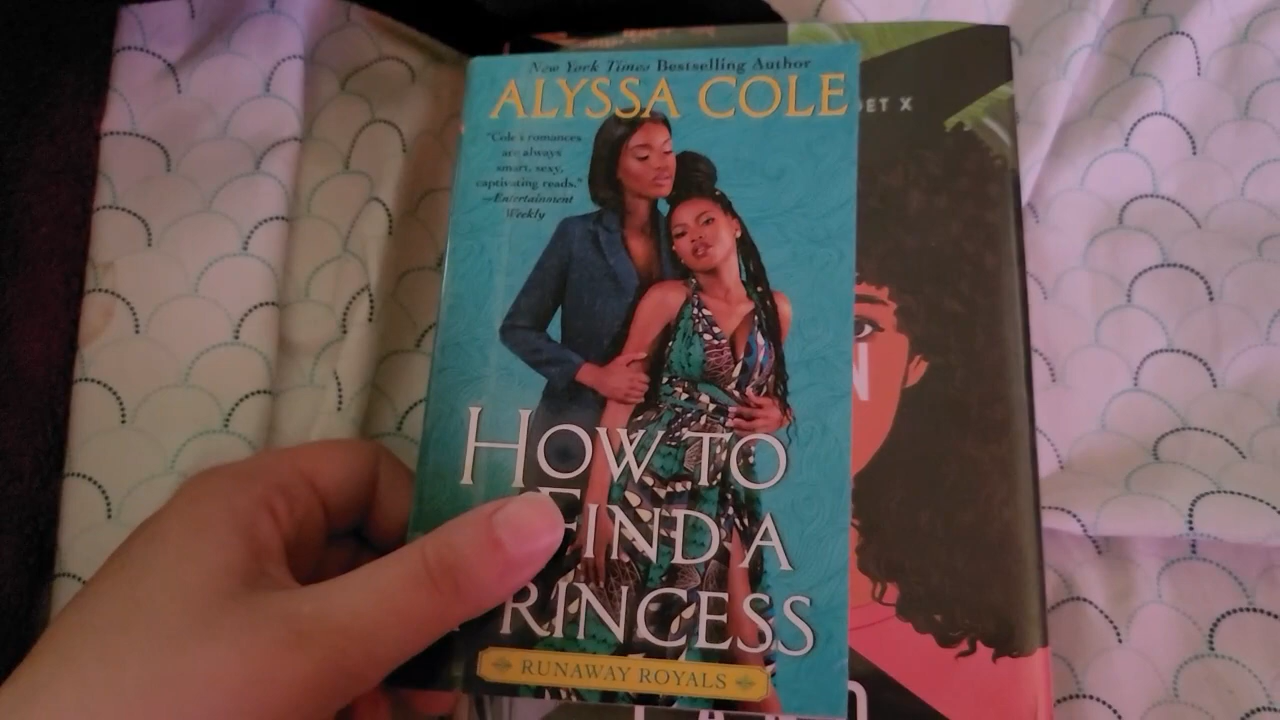 New York Times Bestselling Author
ALYSSA COLE
"Cole's romances
are always
smart, sexy,
captivating reads."
—Entertainment
Weekly
HOW TO
FIND A
PRINCESS
RUNAWAY ROYALS
ET X
N